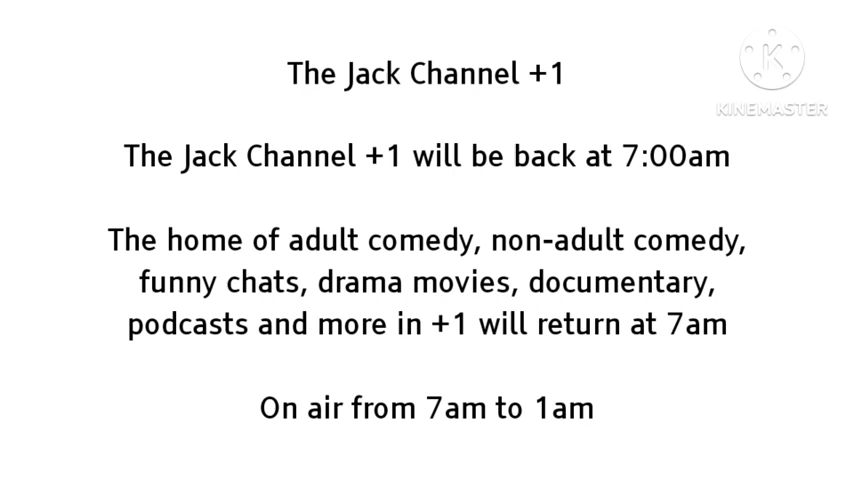 The Jack Channel +1
KINEMASTER
The Jack Channel +1 will be back at 7:00am
The home of adult comedy, non-adult comedy,
funny chats, drama movies, documentary,
podcasts and more in +1 will return at 7am
On air from 7am to 1am